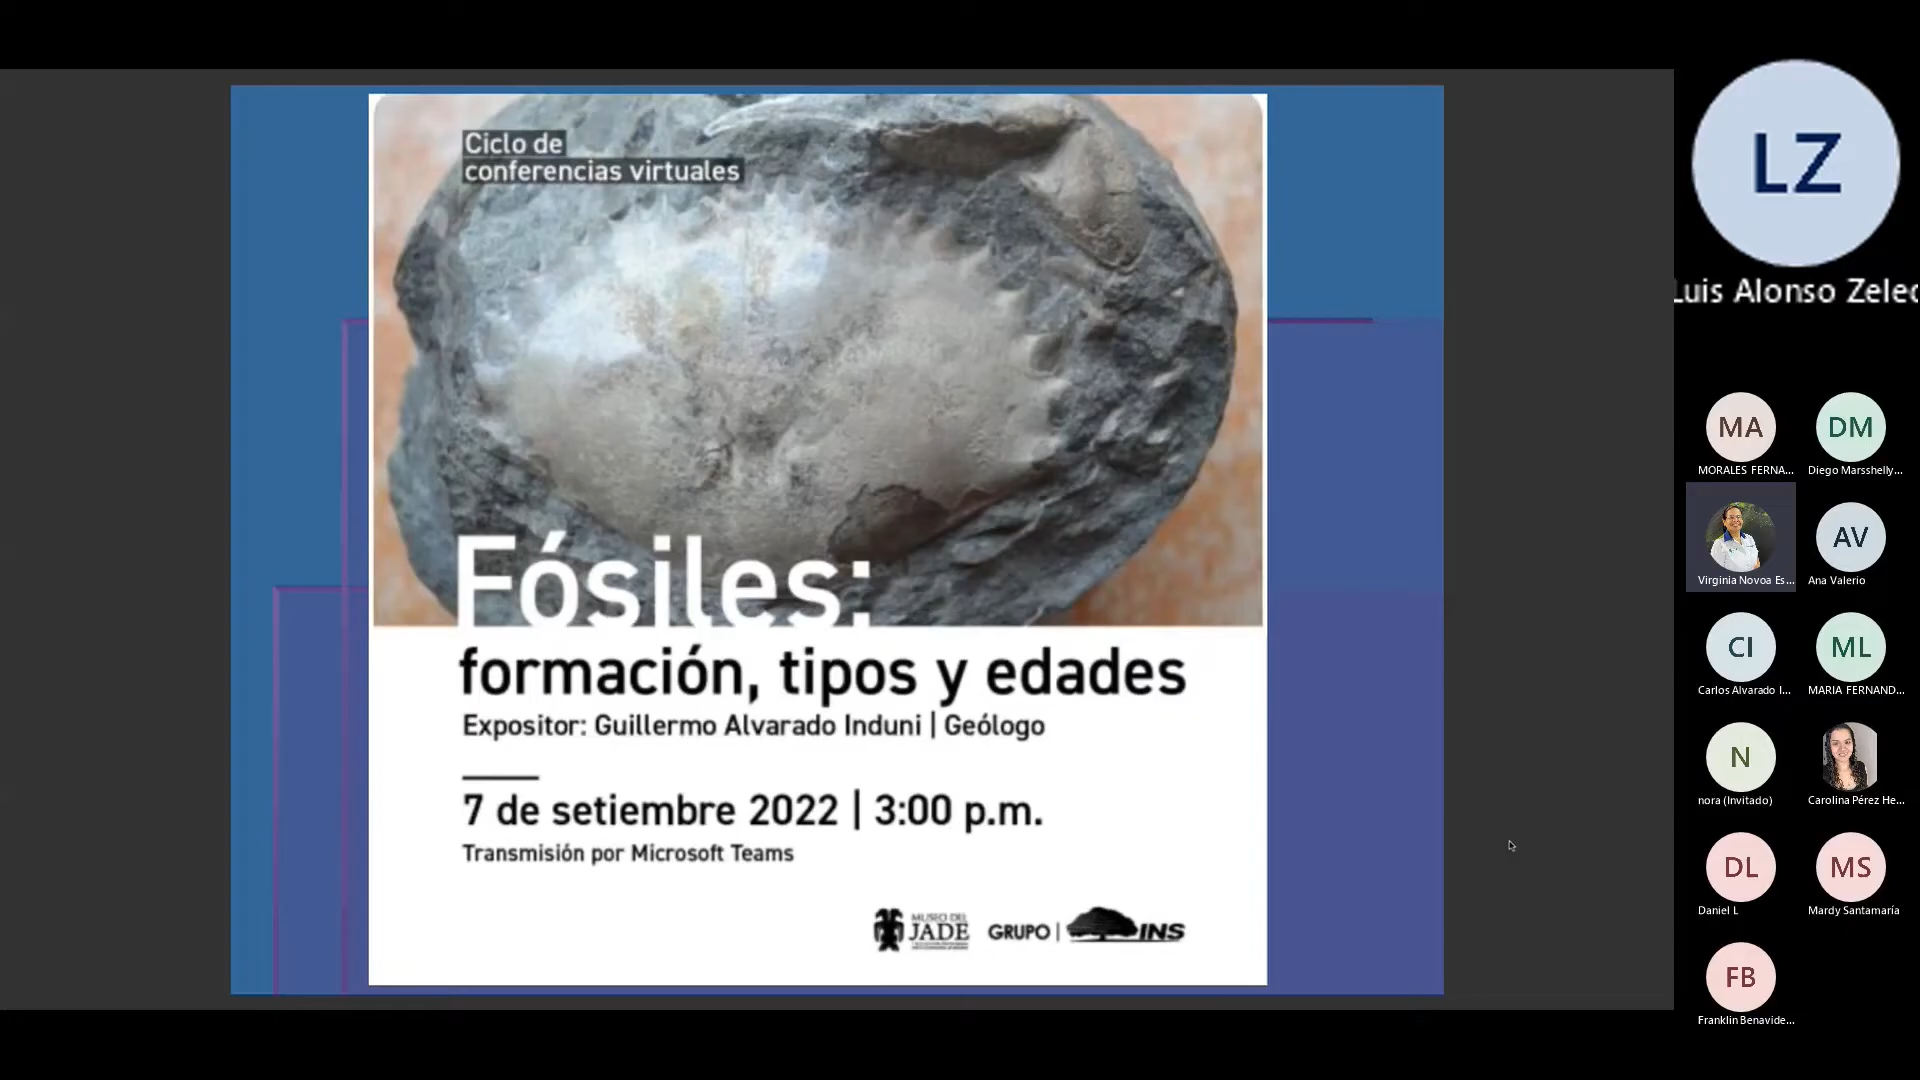 Ciclo de
conferencias virtuales
Fósiles:
formación, tipos y edades
Expositor: Guillermo Alvarado Induni | Geólogo
7 de setiembre 2022 | 3:00 p.m.
Transmisión por Microsoft Teams
MUSEO DEL
JADE
GRUPO | INS
LZ
Luis Alonso Zelec
MA
DM
MORALES FERNA...
Diego Marsshelly...
AV
Virginia Novoa Es...
Ana Valerio
CI
ML
Carlos Alvarado I...
MARIA FERNAND...
N
nora (Invitado)
Carolina Pérez He...
DL
MS
Daniel L
Mardy Santamaría
FB
Franklin Benavide...